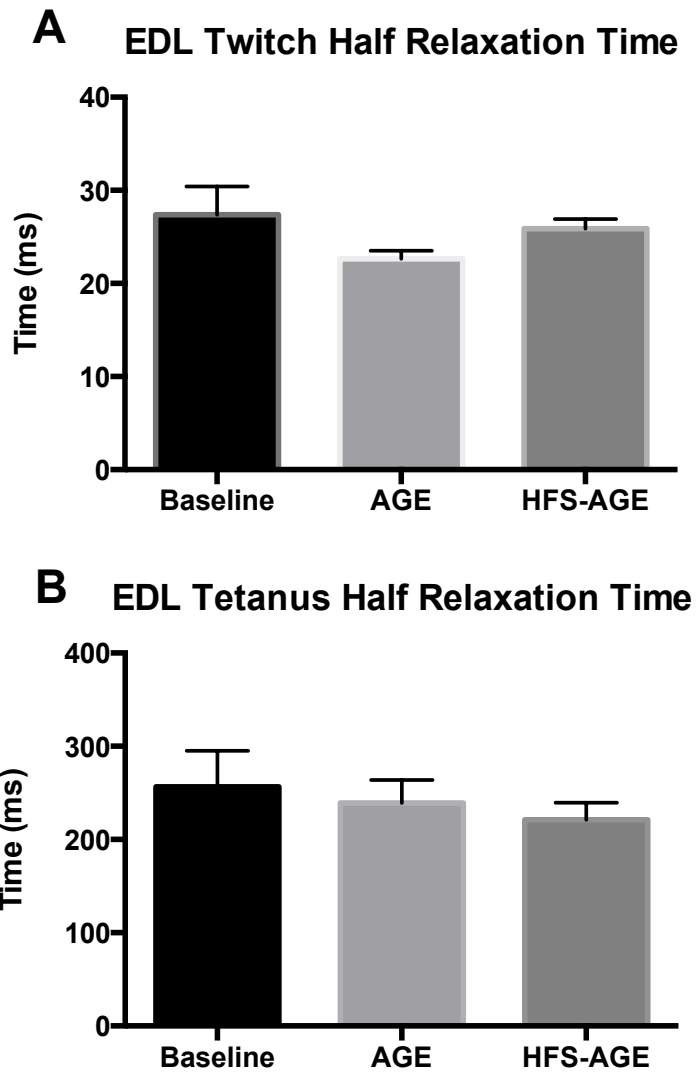 A
EDL Twitch Half Relaxation Time
40
30
20
10
0
Time (ms)
Baseline AGE HFS-AGE
B
EDL Tetanus Half Relaxation Time
400
300
200
100
0
Time (ms)
Baseline AGE HFS-AGE